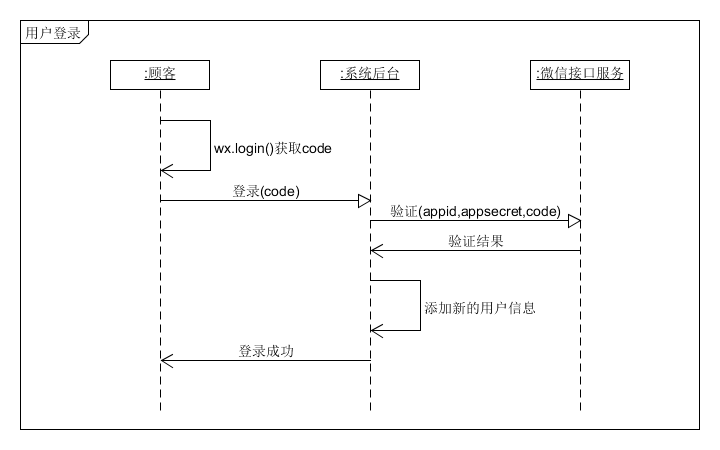 用户登录
:顾客
:系统后台
:微信接口服务
wx.login()获取code
登录(code)
验证(appid,appsecret,code)
验证结果
添加新的用户信息
登录成功